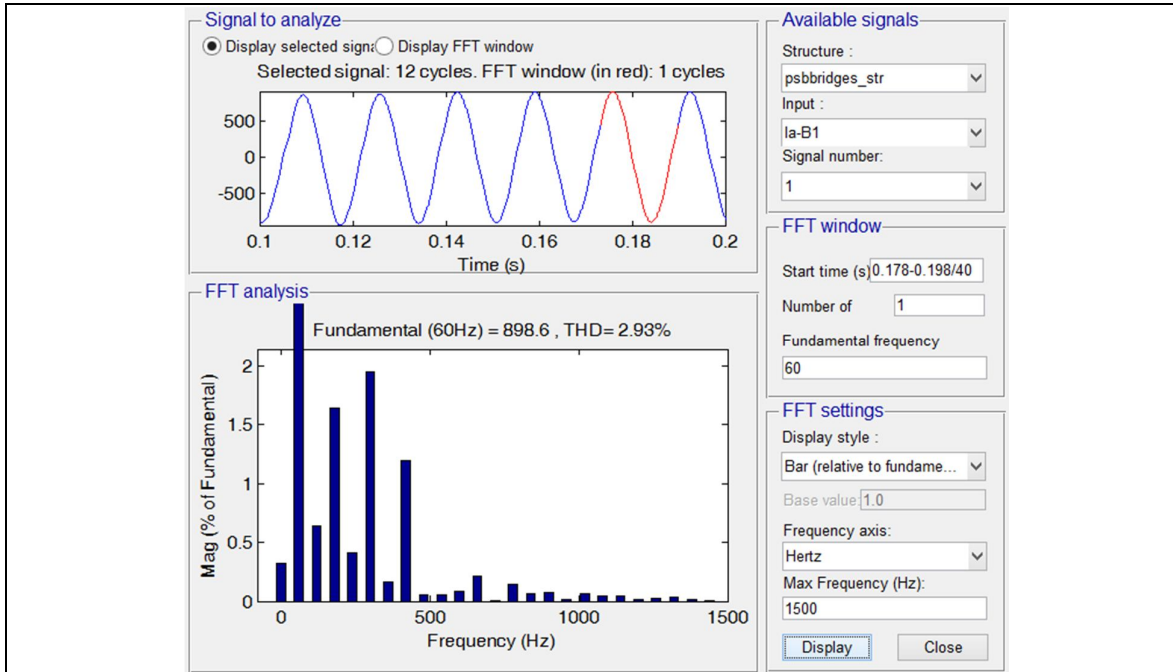 Signal to analyze
Display selected signa Display FFT window
Selected signal: 12 cycles. FFT window (in red): 1 cycles
500
0
-500
0.1 0.12 0.14 0.16 0.18 0.2
Time (s)
FFT analysis
Fundamental (60Hz) = 898.6 , THD= 2.93%
Mag (% of Fundamental)
2
1.5
1
0.5
0
0 500 1000 1500
Frequency (Hz)
Available signals
Structure :
psbbridges_str
Input :
Ia-B1
Signal number:
1
FFT window
Start time (s) 0.178-0.198/40
Number of 1
Fundamental frequency
60
FFT settings
Display style :
Bar (relative to fundame...
Base value: 1.0
Frequency axis:
Hertz
Max Frequency (Hz):
1500
Display Close